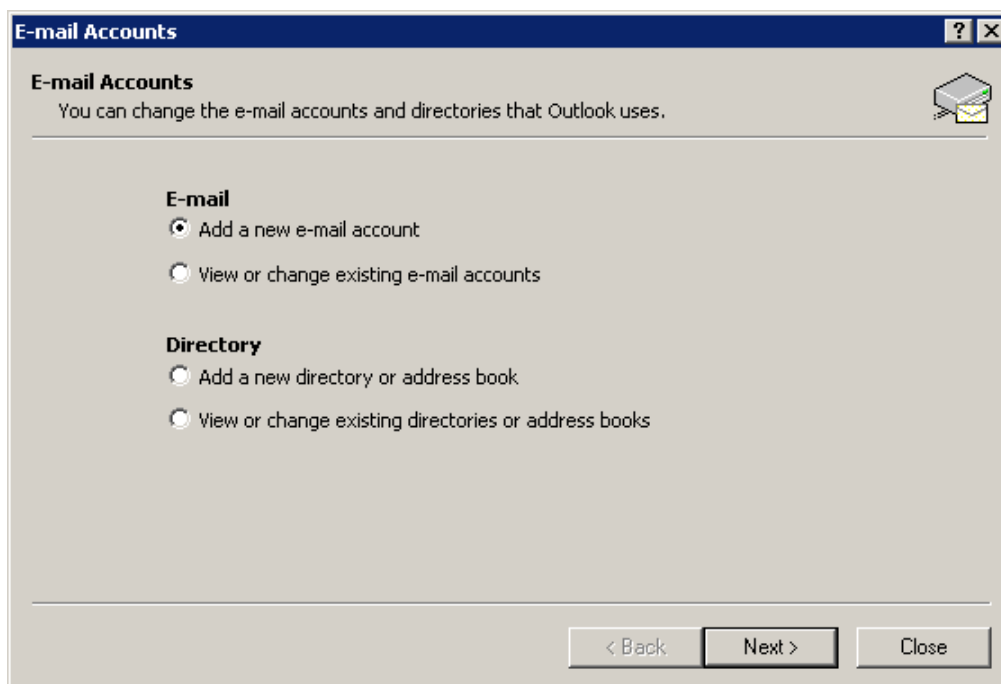 E-mail Accounts
E-mail Accounts
You can change the e-mail accounts and directories that Outlook uses.
E-mail
Add a new e-mail account
View or change existing e-mail accounts
Directory
Add a new directory or address book
View or change existing directories or address books
< Back
Next >
Close